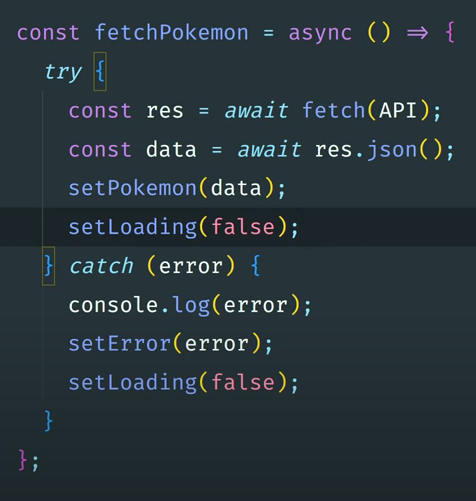 const fetchPokemon = async () => {
try {
const res = await fetch(API);
const data = await res.json();
setPokemon(data);
setLoading(false);
} catch (error) {
console.log(error);
setError(error);
setLoading(false);
}
};